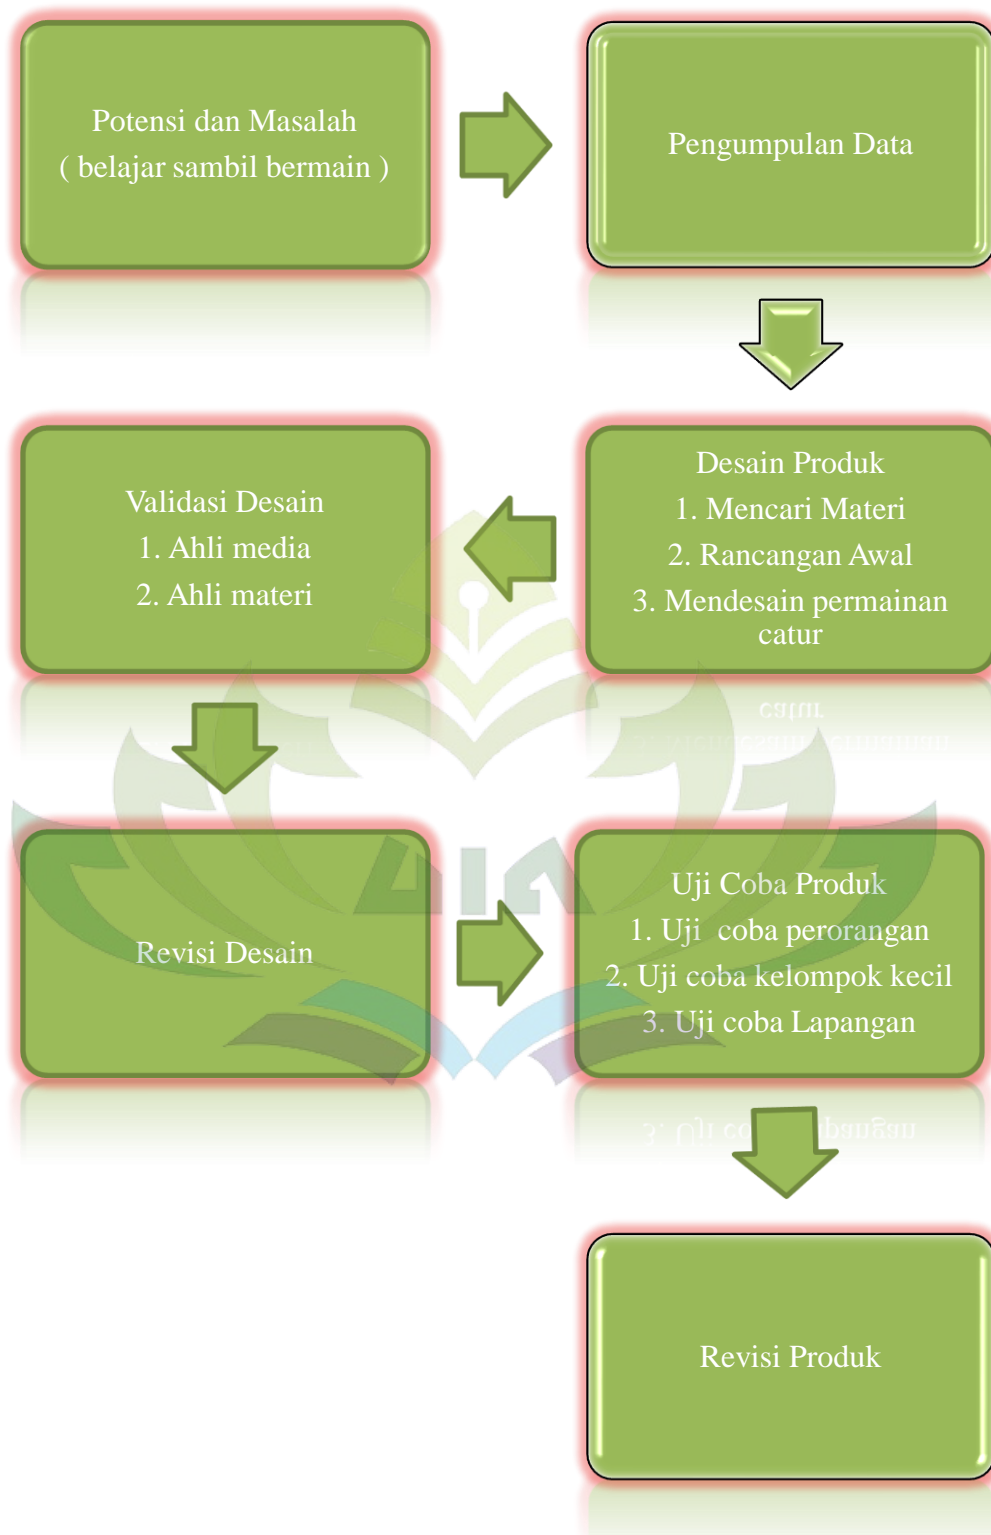 Potensi dan Masalah
( belajar sambil bermain )
Pengumpulan Data
Desain Produk
1. Mencari Materi
2. Rancangan Awal
3. Mendesain permainan
catur
Validasi Desain
1. Ahli media
2. Ahli materi
Revisi Desain
Uji Coba Produk
1. Uji  coba perorangan
2. Uji coba kelompok kecil
3. Uji coba Lapangan
Revisi Produk
UIN